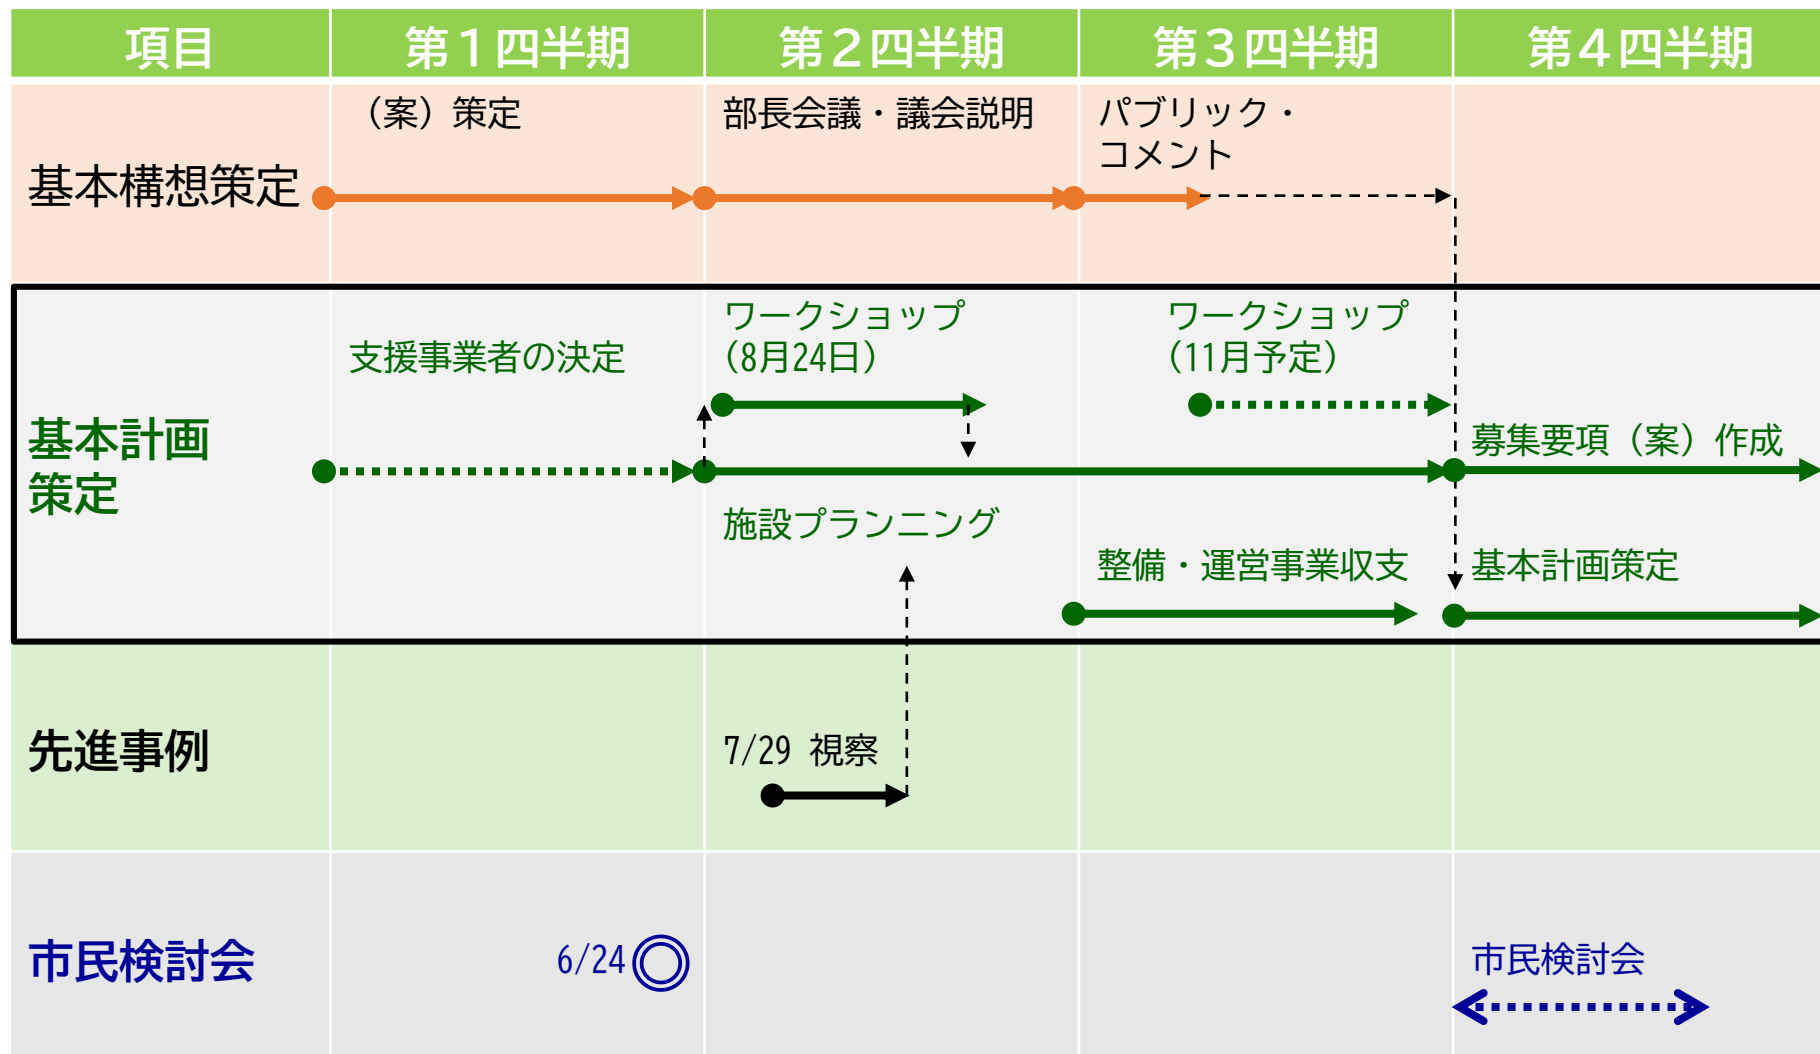 項目
第1四半期
第2四半期
第3四半期
第4四半期
基本構想策定
（案）策定
部長会議・議会説明
パブリック・
コメント
基本計画
策定
支援事業者の決定
ワークショップ
（8月24日）
施設プランニング
ワークショップ
（11月予定）
整備・運営事業収支
募集要項（案）作成
基本計画策定
先進事例
7/29 視察
市民検討会
6/24
市民検討会